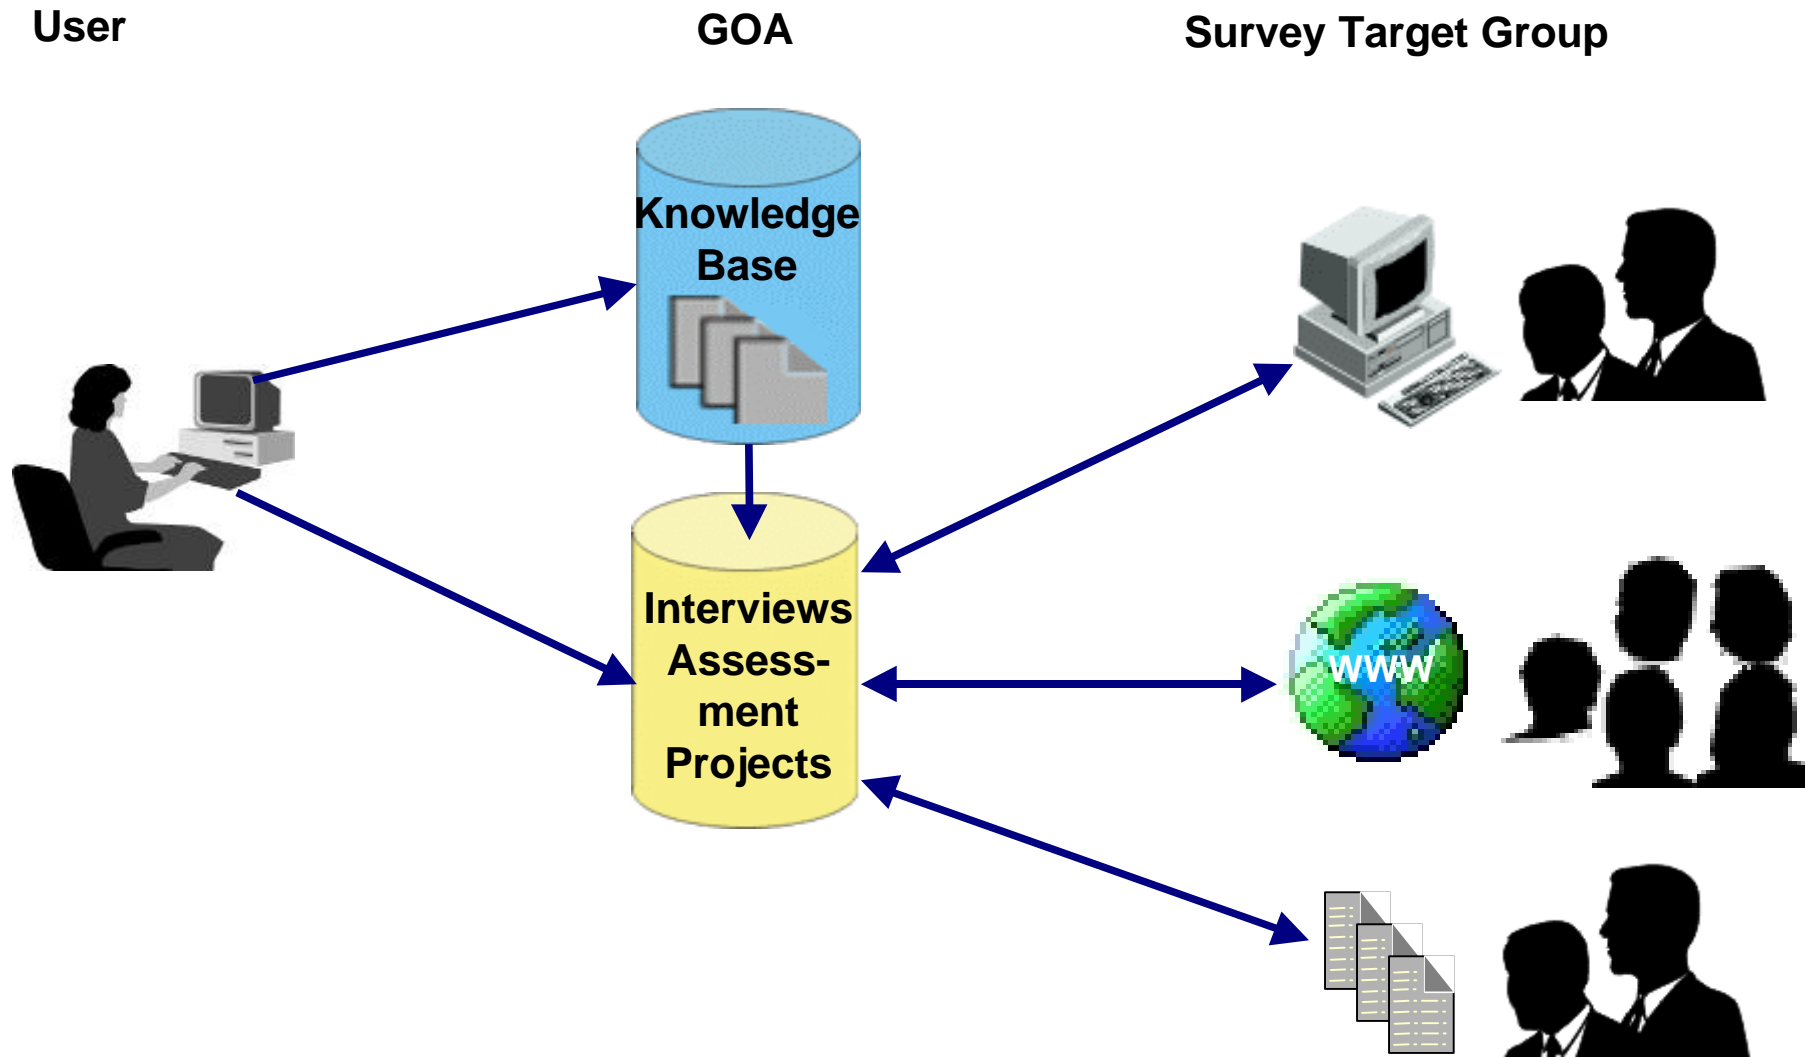 User
GOA
Survey Target Group
Knowledge
Base
Interviews
Assess-
ment
Projects
WWW